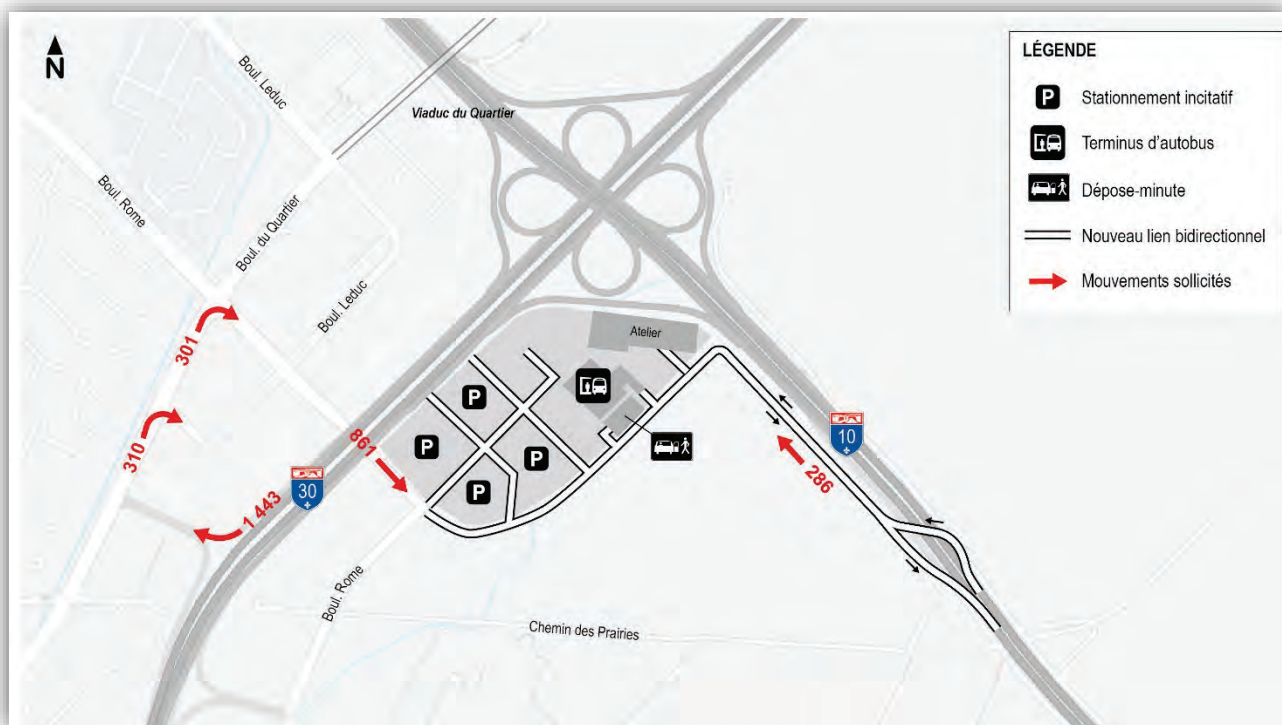 N
Boul. Leduc
Viaduc du Quartier
Boul. Rome
Boul. du Quartier
Boul. Leduc
301
310
861
1 443
30
Atelier
P
P
P
P
10
286
Boul. Rome
Chemin des Prairies
LÉGENDE
P Stationnement incitatif
Terminus d'autobus
Dépose-minute
Nouveau lien bidirectionnel
Mouvements sollicités